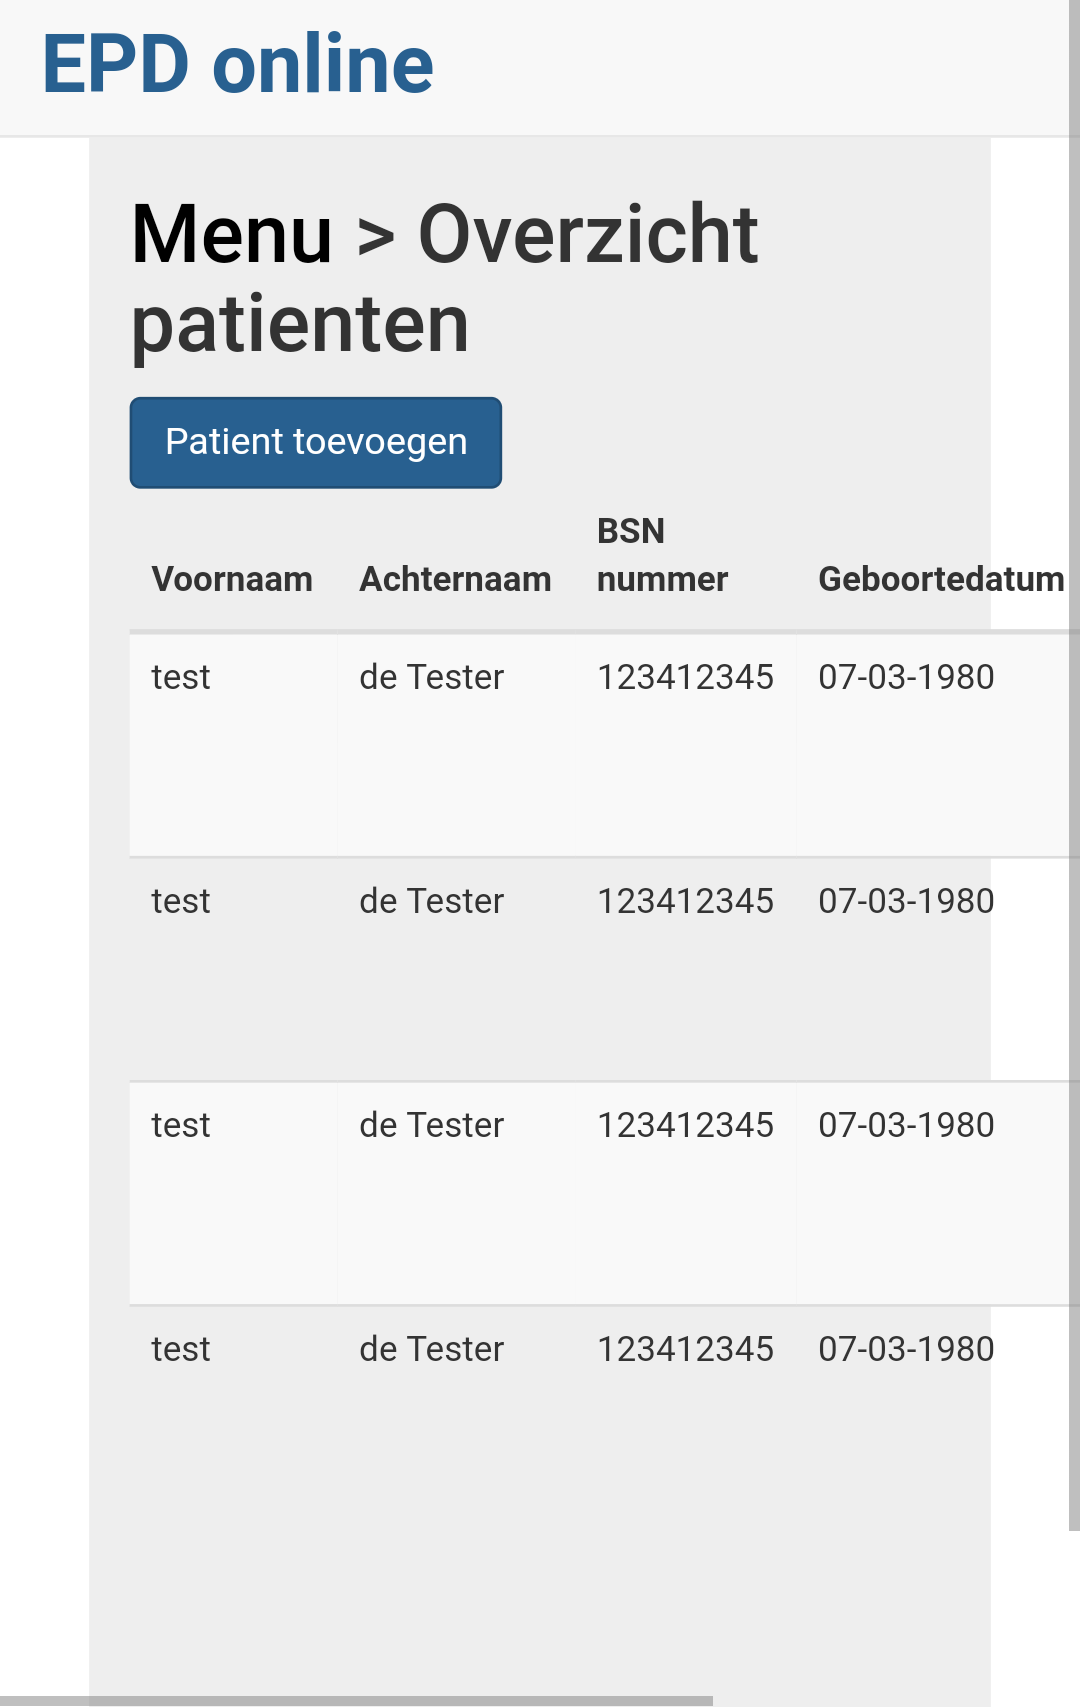 EPD online
Menu > Overzicht
patienten
Patient toevoegen
Voornaam Achternaam BSN nummer Geboortedatum
test de Tester 123412345 07-03-1980
test de Tester 123412345 07-03-1980
test de Tester 123412345 07-03-1980
test de Tester 123412345 07-03-1980